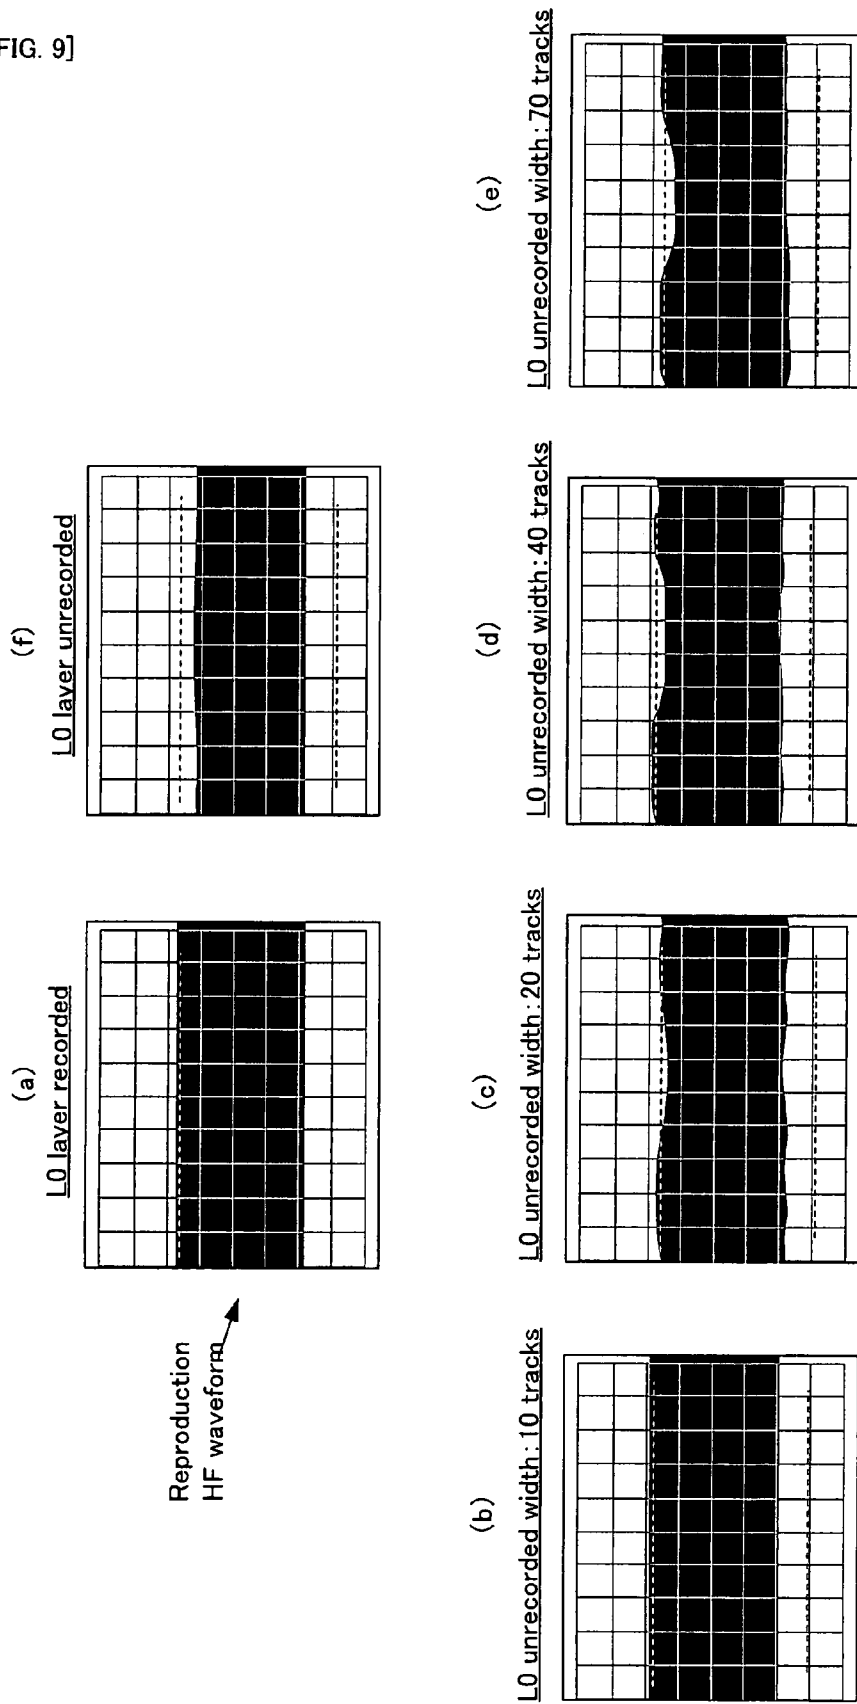 FIG. 9]
(a)
L0 layer recorded
(f)
L0 layer unrecorded
Reproduction
HF waveform
(b)
L0 unrecorded width:10 tracks
(c)
L0 unrecorded width:20 tracks
(d)
L0 unrecorded width:40 tracks
(e)
L0 unrecorded width:70 tracks